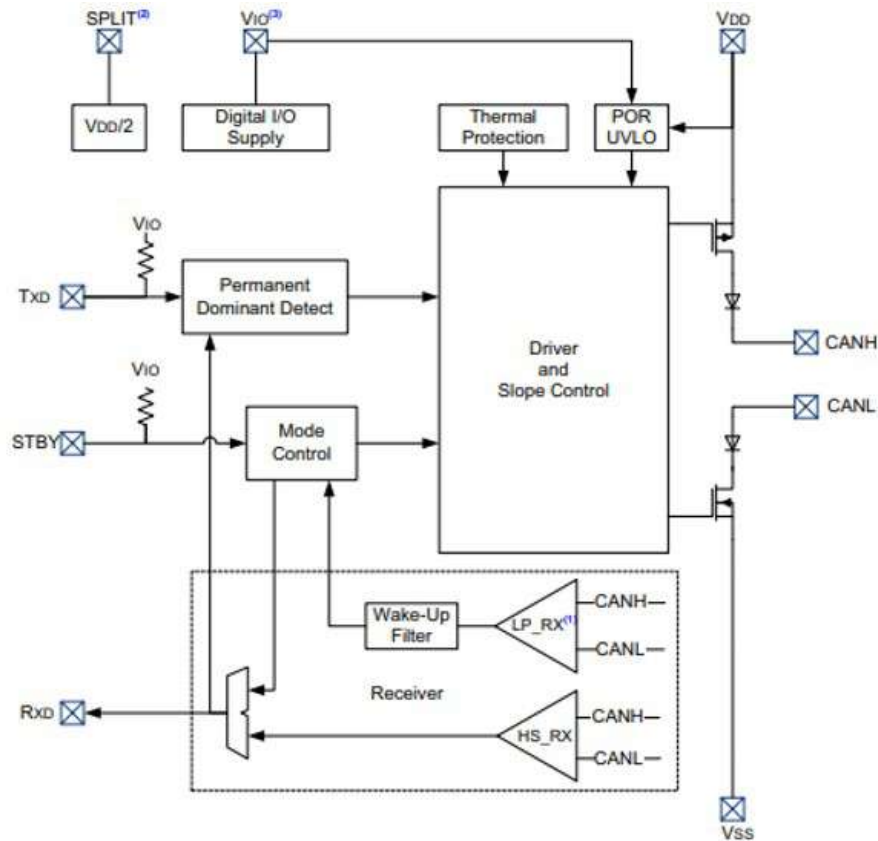 SPLIT(2)
VIO(3)
VDD
VDD/2
Digital I/O
Supply
Thermal
Protection
POR
UVLO
VIO
TXD
Permanent
Dominant Detect
Driver
and
Slope Control
CANH
CANL
VIO
STBY
Mode
Control
Wake-Up
Filter
LP_RX(1)
CANH
CANL
Receiver
RXD
HS_RX
CANH
CANL
VSS